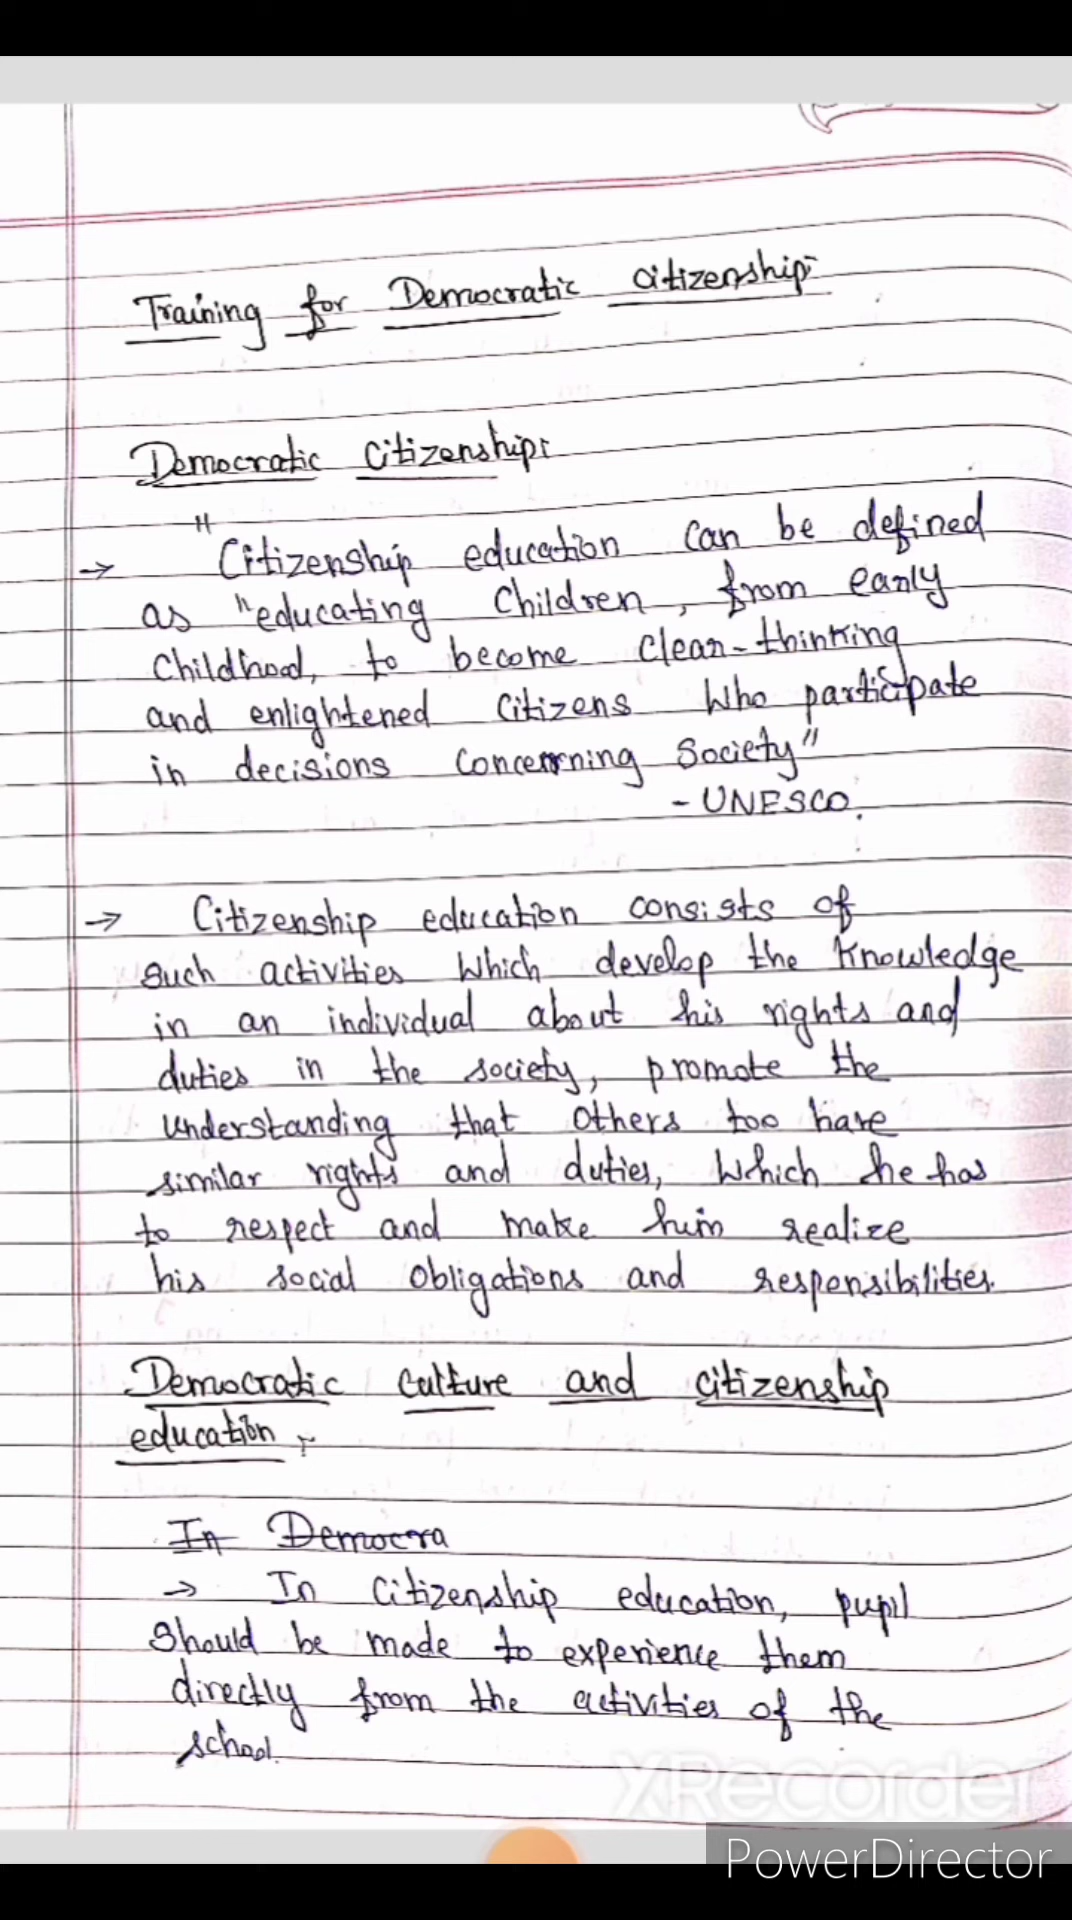 Training for Democratic citizenship:-
Democratic Citizenship:
"
→ Citizenship education can be defined
as "educating Children, from early
Childhood, to become clear-thinking
and enlightened Citizens Who participate
in decisions Concerning Society"
- UNESCO.
→ Citizenship education consists of
such activities Which develop the Knowledge
in an individual about his rights and
duties in the society, promote the
understanding that others too have
similar rights and duties, Which he has
to respect and make him realize
his social obligations and responsibilities.
Democratic culture and citizenship
education :-
In Democra
→ In Citizenship education, pupil
should be made to experience them
directly from the activities of the
school.
XRecorder
PowerDirector